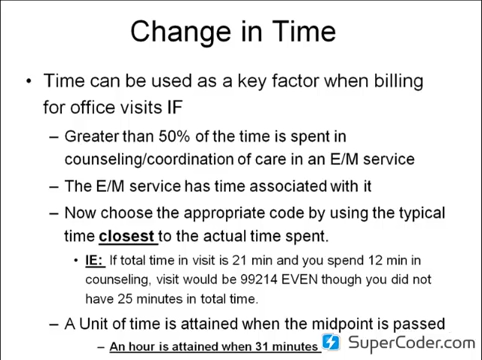 Change in Time
• Time can be used as a key factor when billing
for office visits IF
– Greater than 50% of the time is spent in
counseling/coordination of care in an E/M service
– The E/M service has time associated with it
– Now choose the appropriate code by using the typical
time closest to the actual time spent.
• IE: If total time in visit is 21 min and you spend 12 min in
counseling, visit would be 99214 EVEN though you did not
have 25 minutes in total time.
– A Unit of time is attained when the midpoint is passed
– An hour is attained when 31 minutes
SuperCoder.com